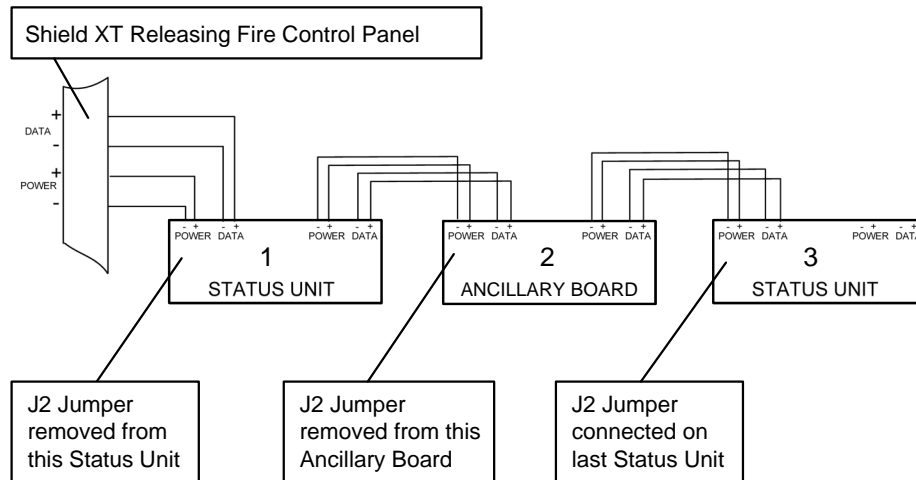 Shield XT Releasing Fire Control Panel
+
DATA
-
+
POWER
-
- + - +
POWER DATA
- + - +
POWER DATA
1
STATUS UNIT
- + - +
POWER DATA
- + - +
POWER DATA
2
ANCILLARY BOARD
- + - +
POWER DATA
- + - +
POWER DATA
3
STATUS UNIT
J2 Jumper
removed from
this Status Unit
J2 Jumper
removed from this
Ancillary Board
J2 Jumper
connected on
last Status Unit